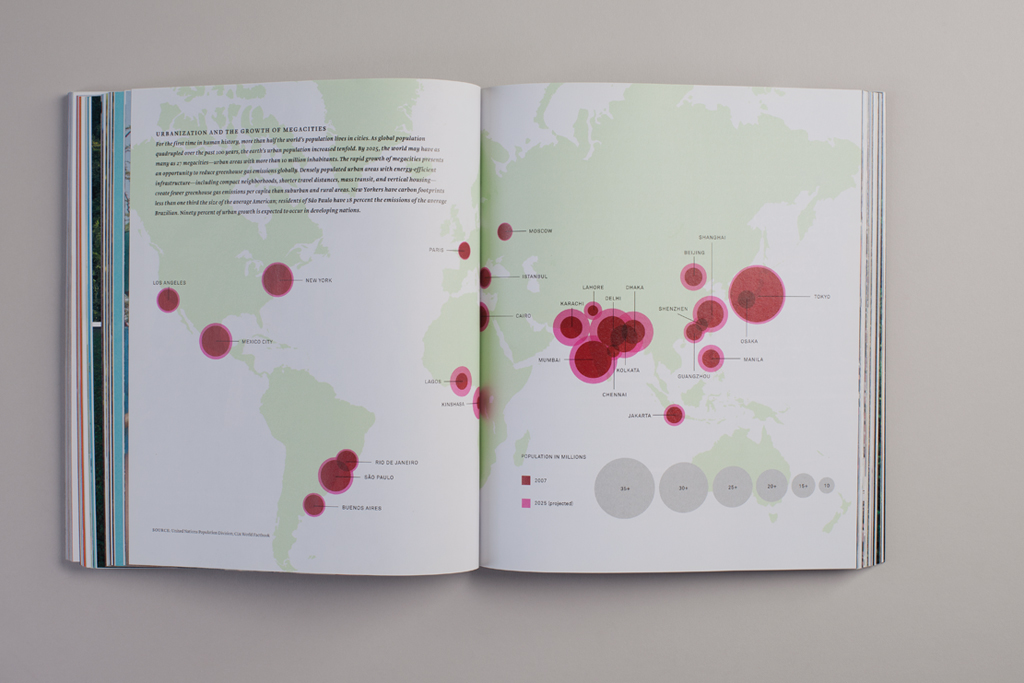 URBANIZATION AND THE GROWTH OF MEGACITIES
For the first time in human history, more than half the world's population lives in cities. As global population
quadrupled over the past 100 years, the earth's urban population increased tenfold. By 2025, the world may have as
many as 27 megacities—urban areas with more than 10 million inhabitants. The rapid growth of megacities presents
an opportunity to reduce greenhouse gas emissions globally. Densely populated urban areas with energy-efficient
infrastructure—including compact neighborhoods, shorter travel distances, mass transit, and vertical housing—
create fewer greenhouse gas emissions per capita than suburban and rural areas. New Yorkers have carbon footprints
less than one third the size of the average American; residents of São Paulo have 18 percent the emissions of the average
Brazilian. Ninety percent of urban growth is expected to occur in developing nations.
MOSCOW
SHANGHAI
PARIS
BEIJING
ISTANBUL
LOS ANGELES
NEW YORK
LAHORE
DHAKA
TOKYO
KARACHI
DELHI
SHENZHEN
CAIRO
MEXICO CITY
OSAKA
MUMBAI
MANILA
KOLKATA
GUANGZHOU
LAGOS
CHENNAI
KINSHASA
JAKARTA
RIO DE JANEIRO
SÃO PAULO
BUENOS AIRES
POPULATION IN MILLIONS
2007
2025 (projected)
35+
30+
25+
20+
15+
10
SOURCE: United Nations Population Division; CIA World Factbook